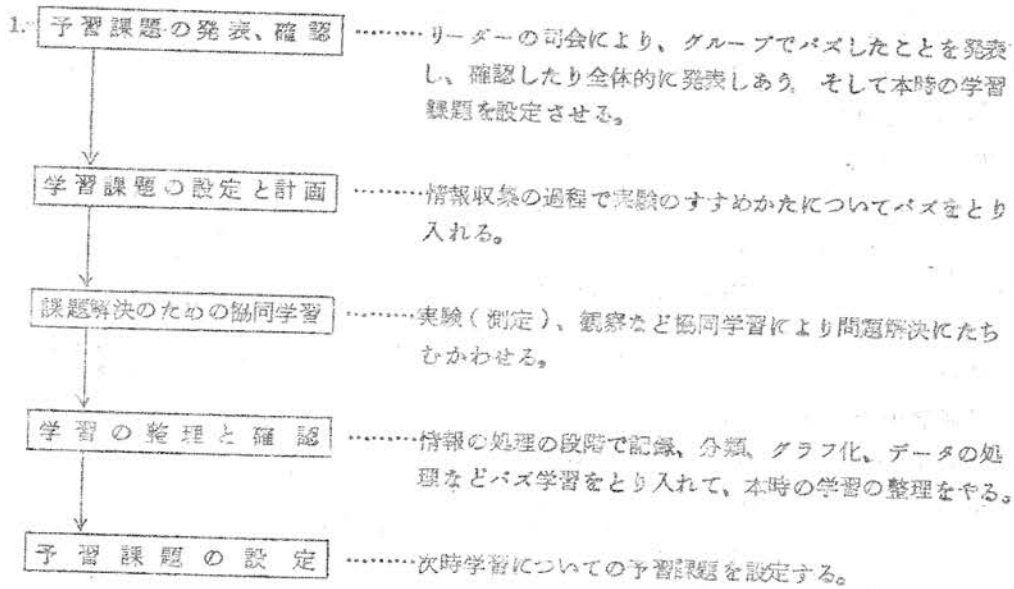 1. 予習課題の発表、確認 ………リーダーの司会により、グループでバズしたことを発表
し、確認したり全体的に発表しあう。そして本時の学習
課題を設定させる。
学習課題の設定と計画 ………情報収集の過程で実験のすすめかたについてバズをとり
入れる。
課題解決のための協同学習 ………実験(測定)、観察など協同学習により問題解決にたち
むかわせる。
学習の整理と確認 ………情報の処理の段階で記録、分類、グラフ化、データの処
理などバズ学習をとり入れて、本時の学習の整理をやる。
予習課題の設定 ………次時学習についての予習課題を設定する。